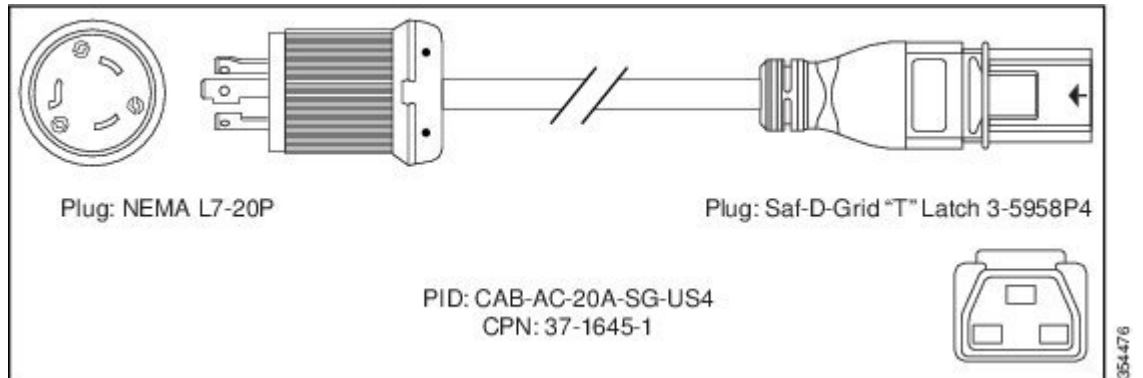 Plug: NEMA L7-20P
Plug: Saf-D-Grid “T” Latch 3-5958P4
PID: CAB-AC-20A-SG-US4
CPN: 37-1645-1
354476